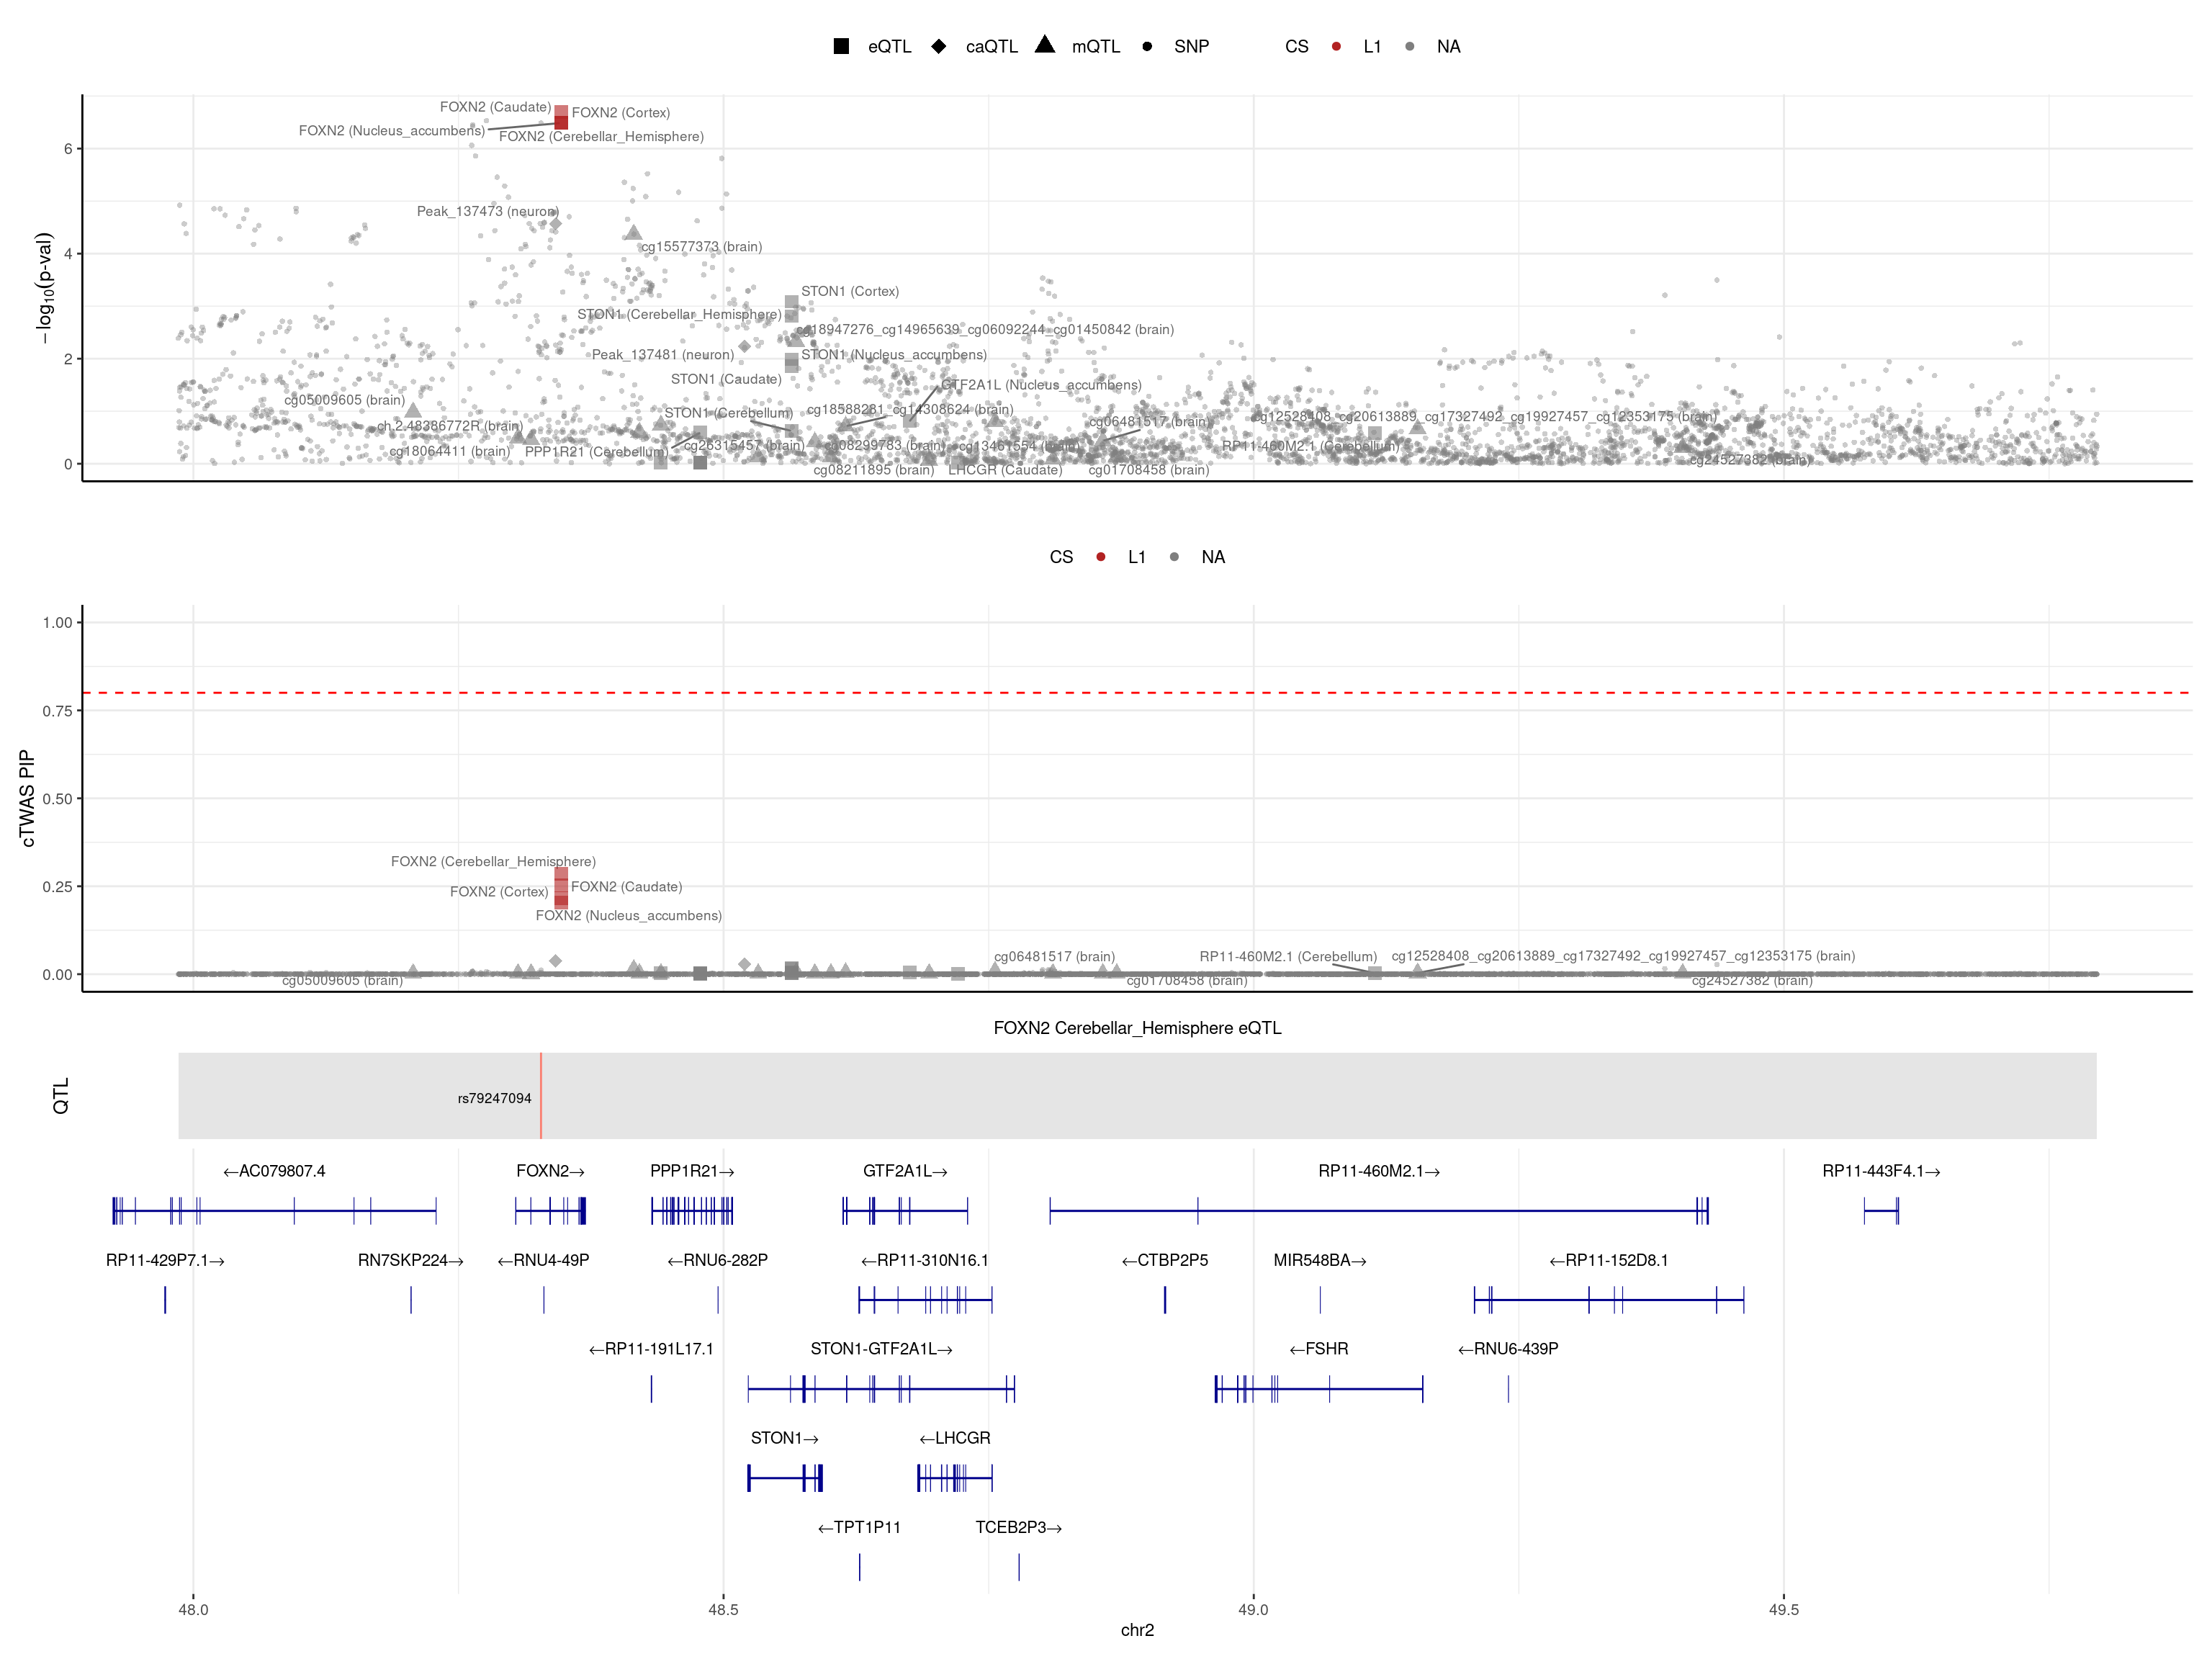 eQTL caQTL mQTL SNP CS L1 NA
FOXN2 (Caudate)
FOXN2 (Cortex)
FOXN2 (Nucleus_accumbens)
FOXN2 (Cerebellar_Hemisphere)
6
Peak_137473 (neuron)
cg15577373 (brain)
4
−log10(p-val)
STON1 (Cortex)
STON1 (Cerebellar_Hemisphere)
cg18947276_cg14965639_cg06092244_cg01450842 (brain)
Peak_137481 (neuron)
STON1 (Nucleus_accumbens)
2
STON1 (Caudate)
GTF2A1L (Nucleus_accumbens)
cg05009605 (brain)
STON1 (Cerebellum)
cg18588281_cg14308624 (brain)
cg12528408_cg20613889_cg17327492_cg19927457_cg12353175 (brain)
ch.2.48386772R (brain)
cg06481517 (brain)
cg18064411 (brain)
PPP1R21 (Cerebellum)
cg26315457 (brain)
cg08299783 (brain)
cg13461554 (brain)
RP11-460M2.1 (Cerebellum)
cg24527382 (brain)
0
cg08211895 (brain)
LHCGR (Caudate)
cg01708458 (brain)
CS L1 NA
1.00
0.75
0.50
cTWAS PIP
FOXN2 (Cerebellar_Hemisphere)
0.25
FOXN2 (Cortex)
FOXN2 (Caudate)
FOXN2 (Nucleus_accumbens)
cg06481517 (brain)
RP11-460M2.1 (Cerebellum)
cg12528408_cg20613889_cg17327492_cg19927457_cg12353175 (brain)
0.00
cg05009605 (brain)
cg01708458 (brain)
cg24527382 (brain)
FOXN2 Cerebellar_Hemisphere eQTL
QTL
rs79247094
←AC079807.4 FOXN2→ PPP1R21→ GTF2A1L→ RP11-460M2.1→ RP11-443F4.1→
RP11-429P7.1→ RN7SKP224→ ←RNU4-49P ←RNU6-282P ←RP11-310N16.1 ←CTBP2P5 MIR548BA→ ←RP11-152D8.1
←RP11-191L17.1 STON1-GTF2A1L→ ←FSHR ←RNU6-439P
STON1→ ←LHCGR
←TPT1P11 TCEB2P3→
48.0 48.5 49.0 49.5
chr2